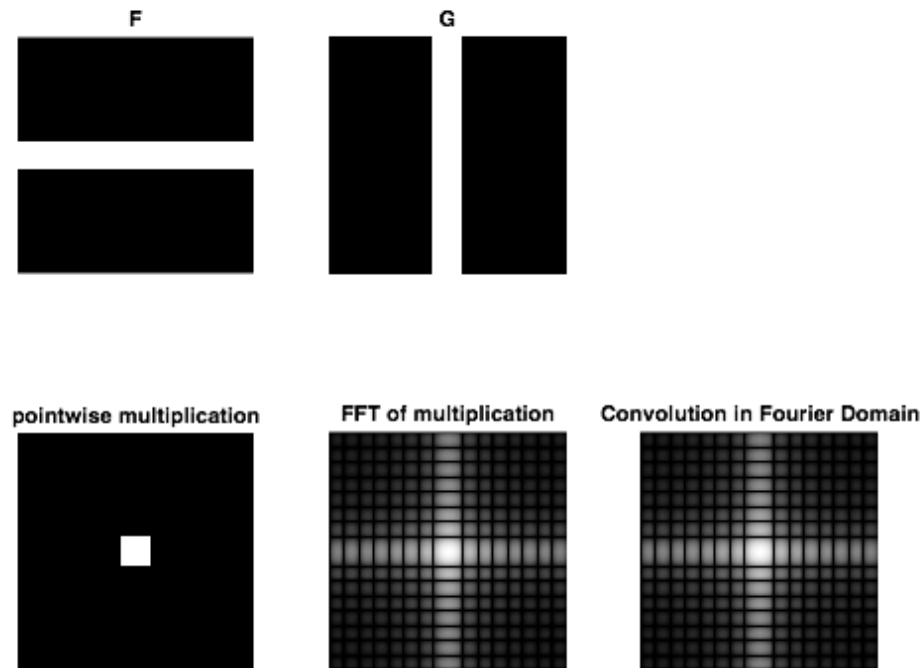 F
G
pointwise multiplication
FFT of multiplication
Convolution in Fourier Domain